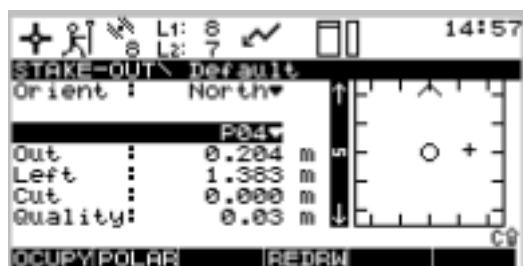 L1: 8 14:57
8 L2: 7
STAKE-OUT\ Default
Orient : North
P04
Out : 0.204 m 5
Left : 1.383 m
Cut : 0.000 m
Quality: 0.03 m
OCUPY POLAR REDRW